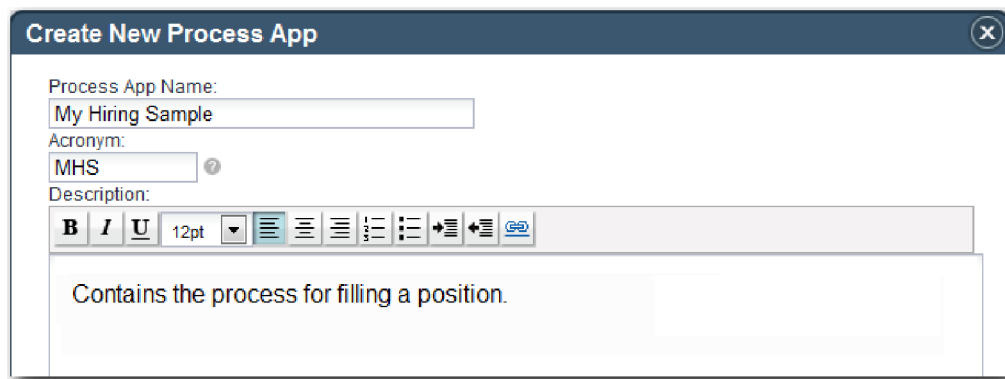 Create New Process App
Process App Name:
My Hiring Sample
Acronym:
MHS
?
Description:
B I U 12pt
Contains the process for filling a position.